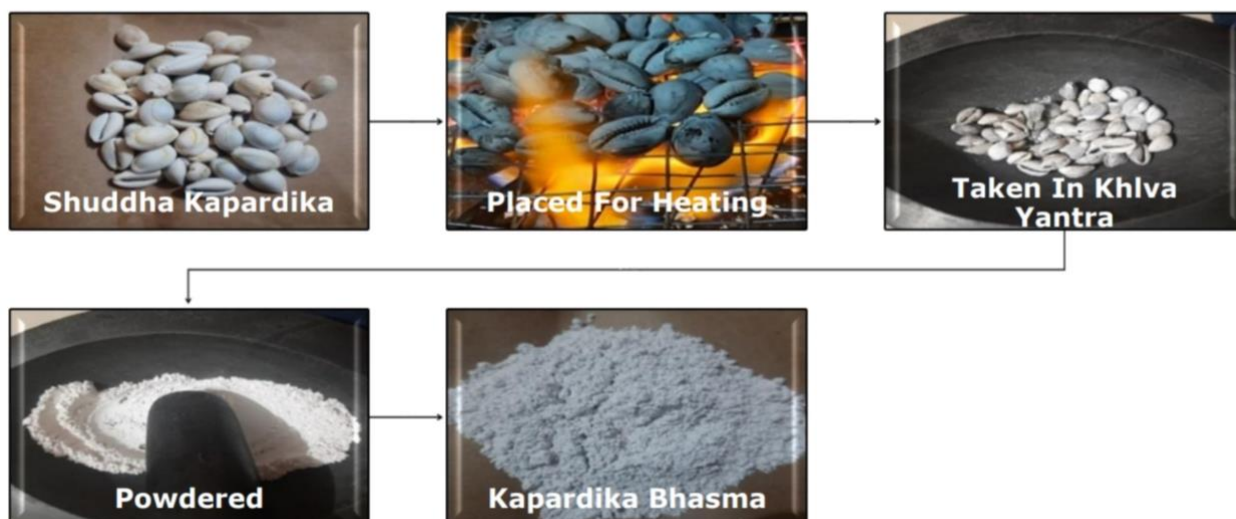 Shuddha Kapardika
Placed For Heating
Taken In Khlva
Yantra
Powdered
Kapardika Bhasma